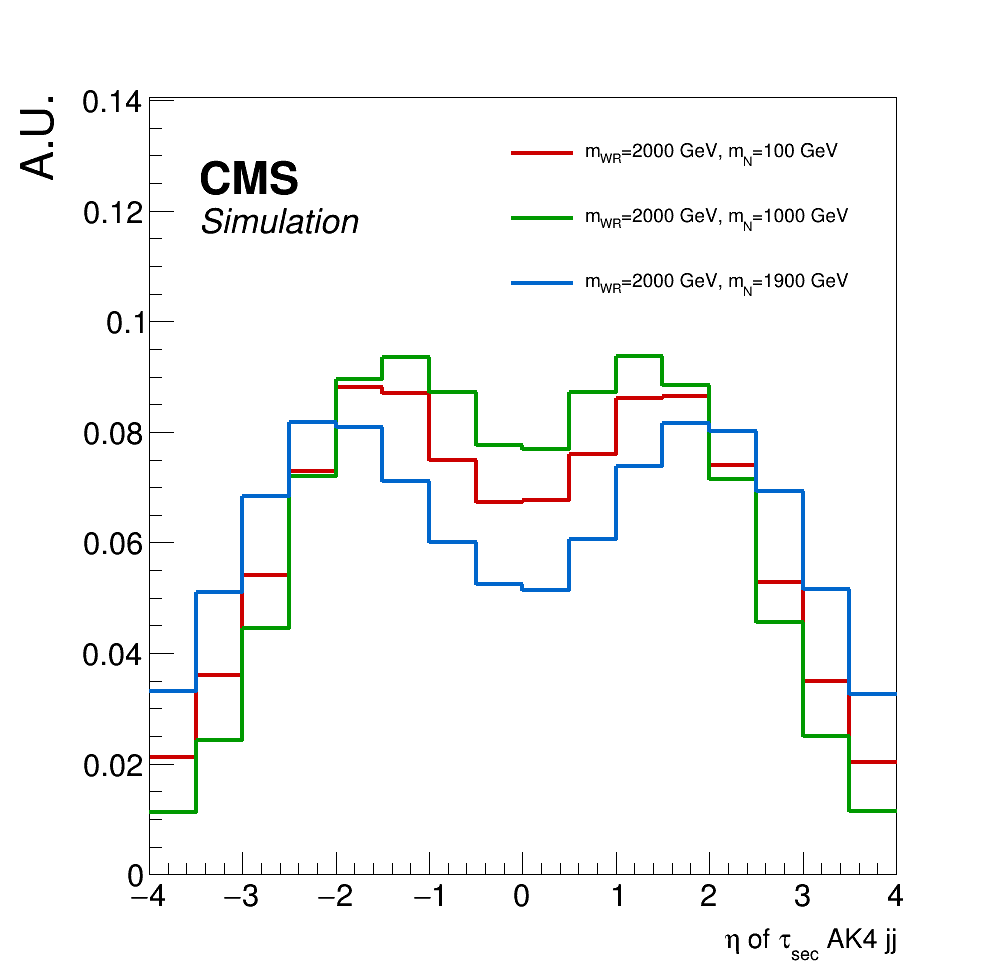 A.U.
0.14
0.12
0.1
0.08
0.06
0.04
0.02
0
CMS
Simulation
mWR=2000 GeV, mN=100 GeV
mWR=2000 GeV, mN=1000 GeV
mWR=2000 GeV, mN=1900 GeV
−4 −3 −2 −1 0 1 2 3 4
η of τsec AK4 jj